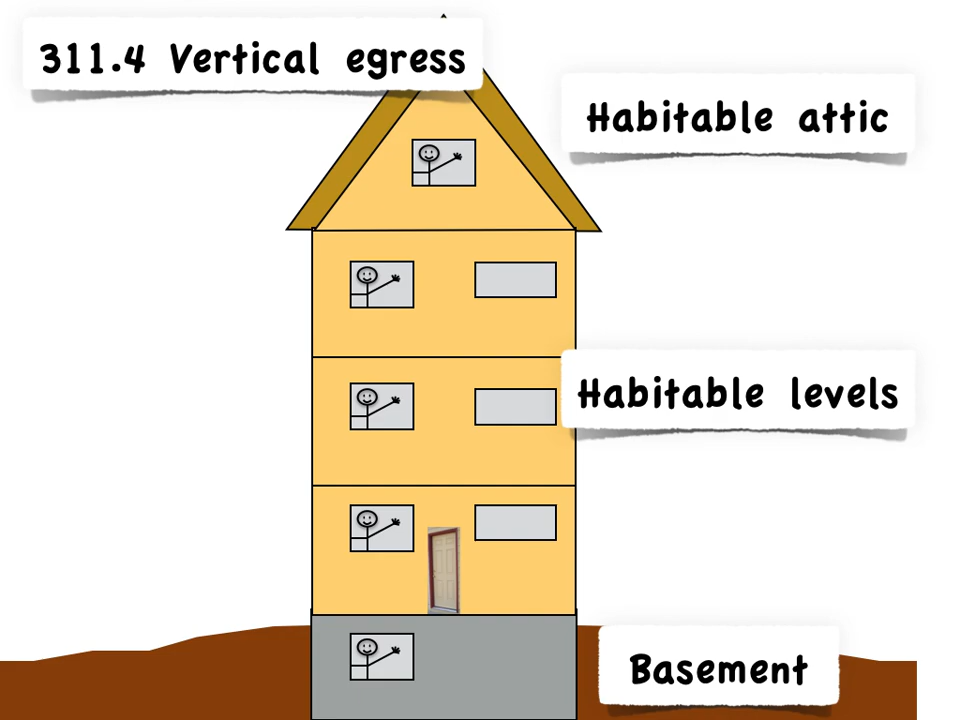 311.4 Vertical egress
Habitable attic
Habitable levels
Basement